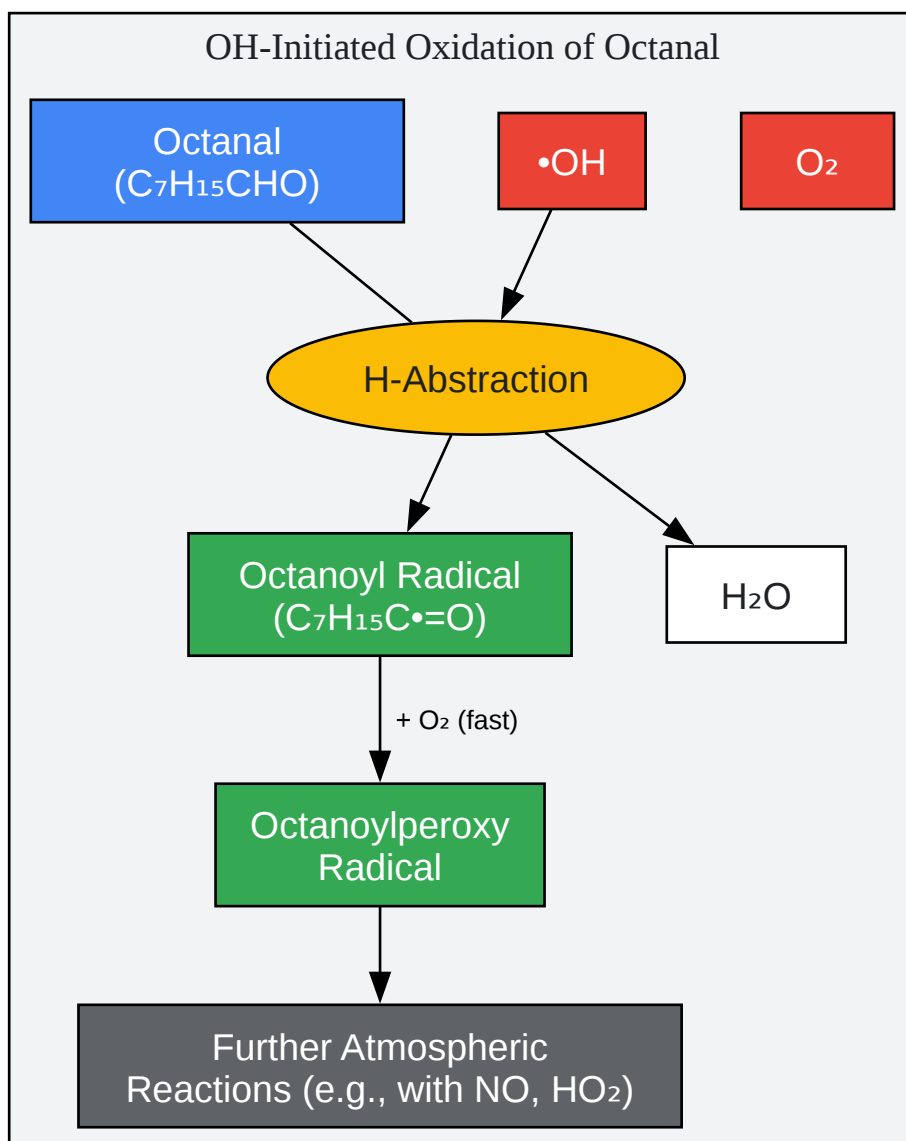 OH-Initiated Oxidation of Octanal
Octanal
(C₇H₁₅CHO)
•OH
O₂
H-Abstraction
Octanoyl Radical
(C₇H₁₅C•=O)
H₂O
+ O₂ (fast)
Octanoylperoxy
Radical
Further Atmospheric
Reactions (e.g., with NO, HO₂)